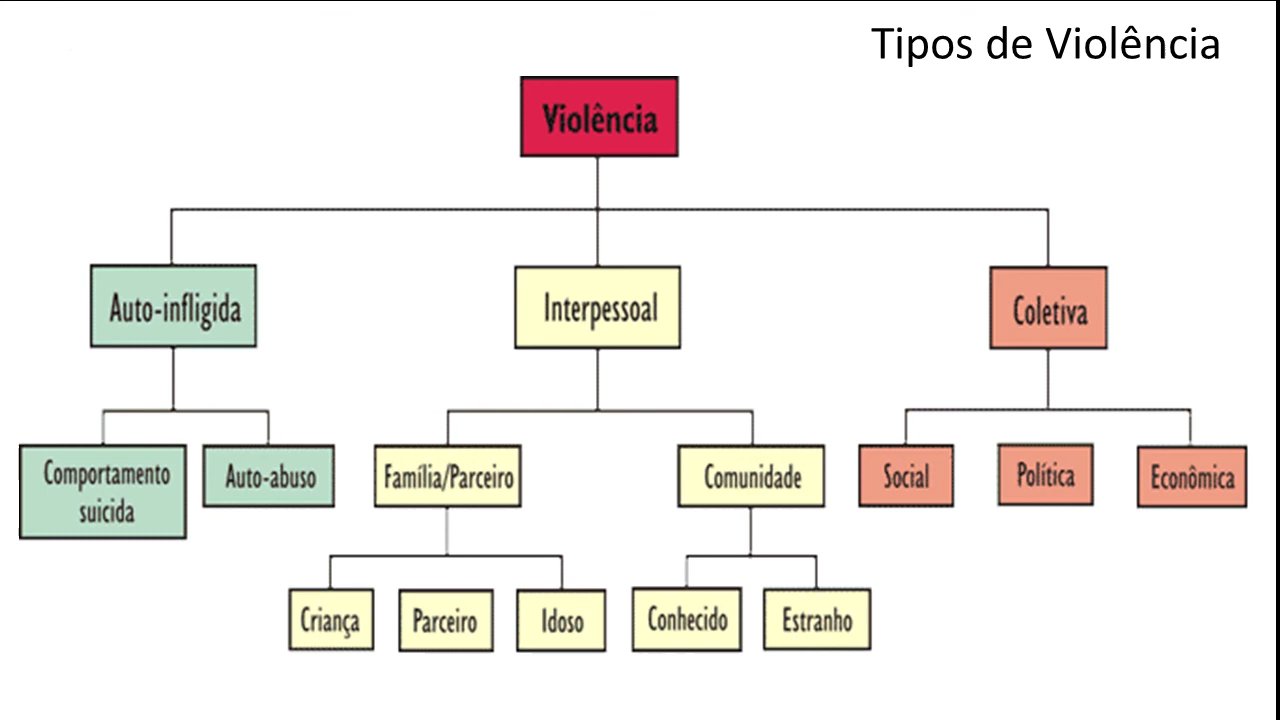 Tipos de Violência
Violência
Auto-infligida
Interpessoal
Coletiva
Comportamento
suicida
Auto-abuso
Família/Parceiro
Comunidade
Social
Política
Econômica
Criança
Parceiro
Idoso
Conhecido
Estranho